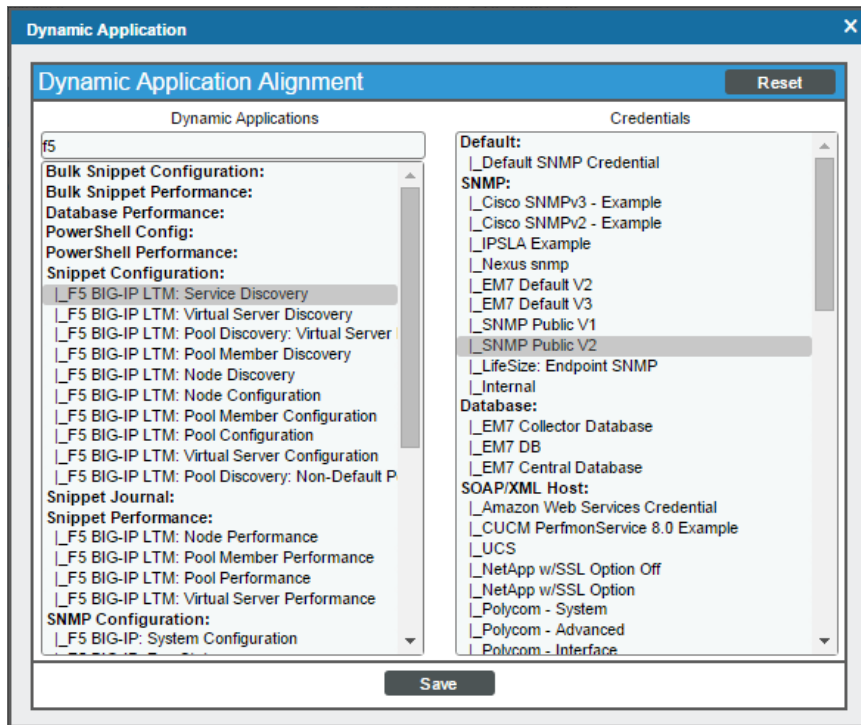 Dynamic Application
Dynamic Application Alignment
Reset
Dynamic Applications
f5
Bulk Snippet Configuration:
Bulk Snippet Performance:
Database Performance:
PowerShell Config:
PowerShell Performance:
Snippet Configuration:
|_F5 BIG-IP LTM: Service Discovery
|_F5 BIG-IP LTM: Virtual Server Discovery
|_F5 BIG-IP LTM: Pool Discovery: Virtual Server
|_F5 BIG-IP LTM: Pool Member Discovery
|_F5 BIG-IP LTM: Node Discovery
|_F5 BIG-IP LTM: Node Configuration
|_F5 BIG-IP LTM: Pool Member Configuration
|_F5 BIG-IP LTM: Pool Configuration
|_F5 BIG-IP LTM: Virtual Server Configuration
|_F5 BIG-IP LTM: Pool Discovery: Non-Default P
Snippet Journal:
Snippet Performance:
|_F5 BIG-IP LTM: Node Performance
|_F5 BIG-IP LTM: Pool Member Performance
|_F5 BIG-IP LTM: Pool Performance
|_F5 BIG-IP LTM: Virtual Server Performance
SNMP Configuration:
|_F5 BIG-IP: System Configuration
Credentials
Default:
|_Default SNMP Credential
SNMP:
|_Cisco SNMPv3 - Example
|_Cisco SNMPv2 - Example
|_IPSLA Example
|_Nexus snmp
|_EM7 Default V2
|_EM7 Default V3
|_SNMP Public V1
|_SNMP Public V2
|_LifeSize: Endpoint SNMP
|_Internal
Database:
|_EM7 Collector Database
|_EM7 DB
|_EM7 Central Database
SOAP/XML Host:
|_Amazon Web Services Credential
|_CUCM PerfmonService 8.0 Example
|_UCS
|_NetApp w/SSL Option Off
|_NetApp w/SSL Option
|_Polycom - System
|_Polycom - Advanced
|_Polycom - Interface
Save